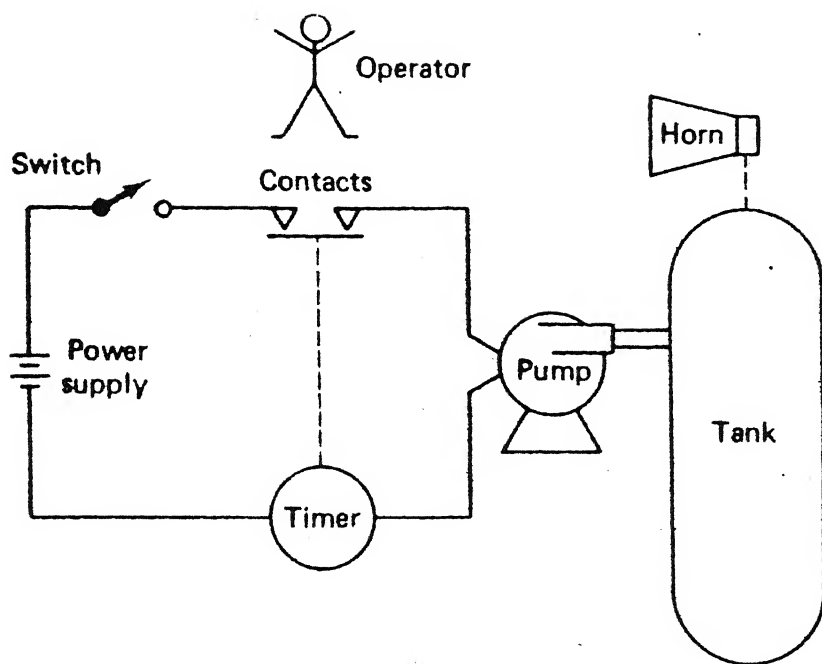 Operator
Horn
Switch
Contacts
Power
supply
Pump
Tank
Timer